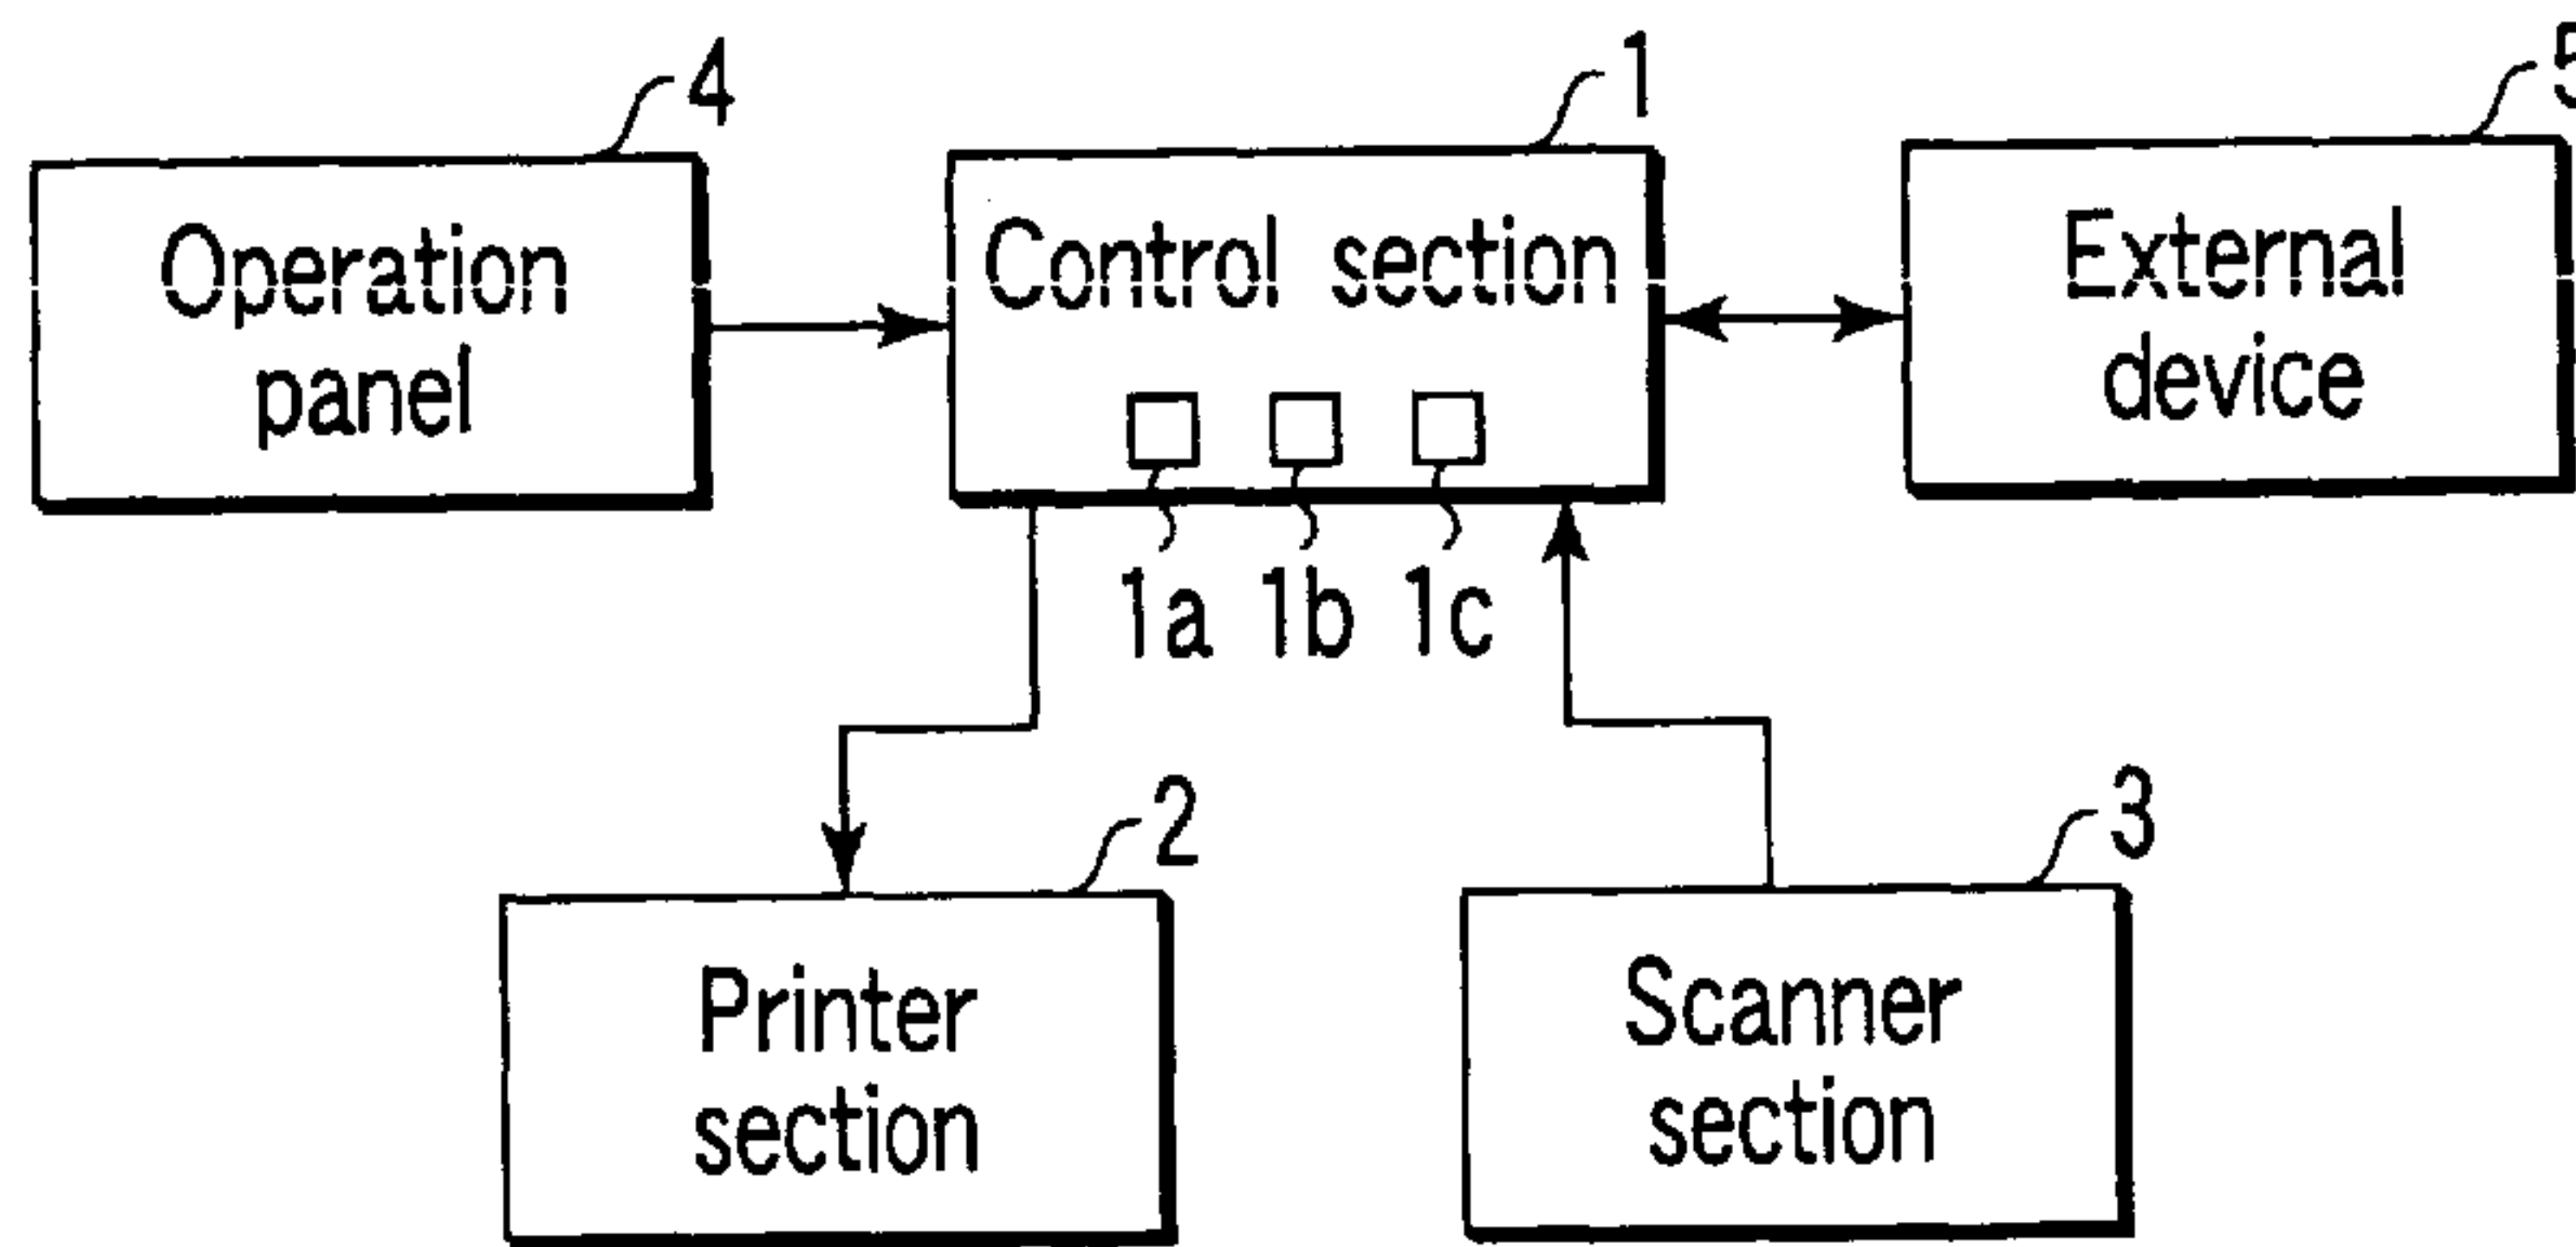 4
1
5
Operation
panel
Control section
External
device
1a 1b 1c
2
3
Printer
section
Scanner
section